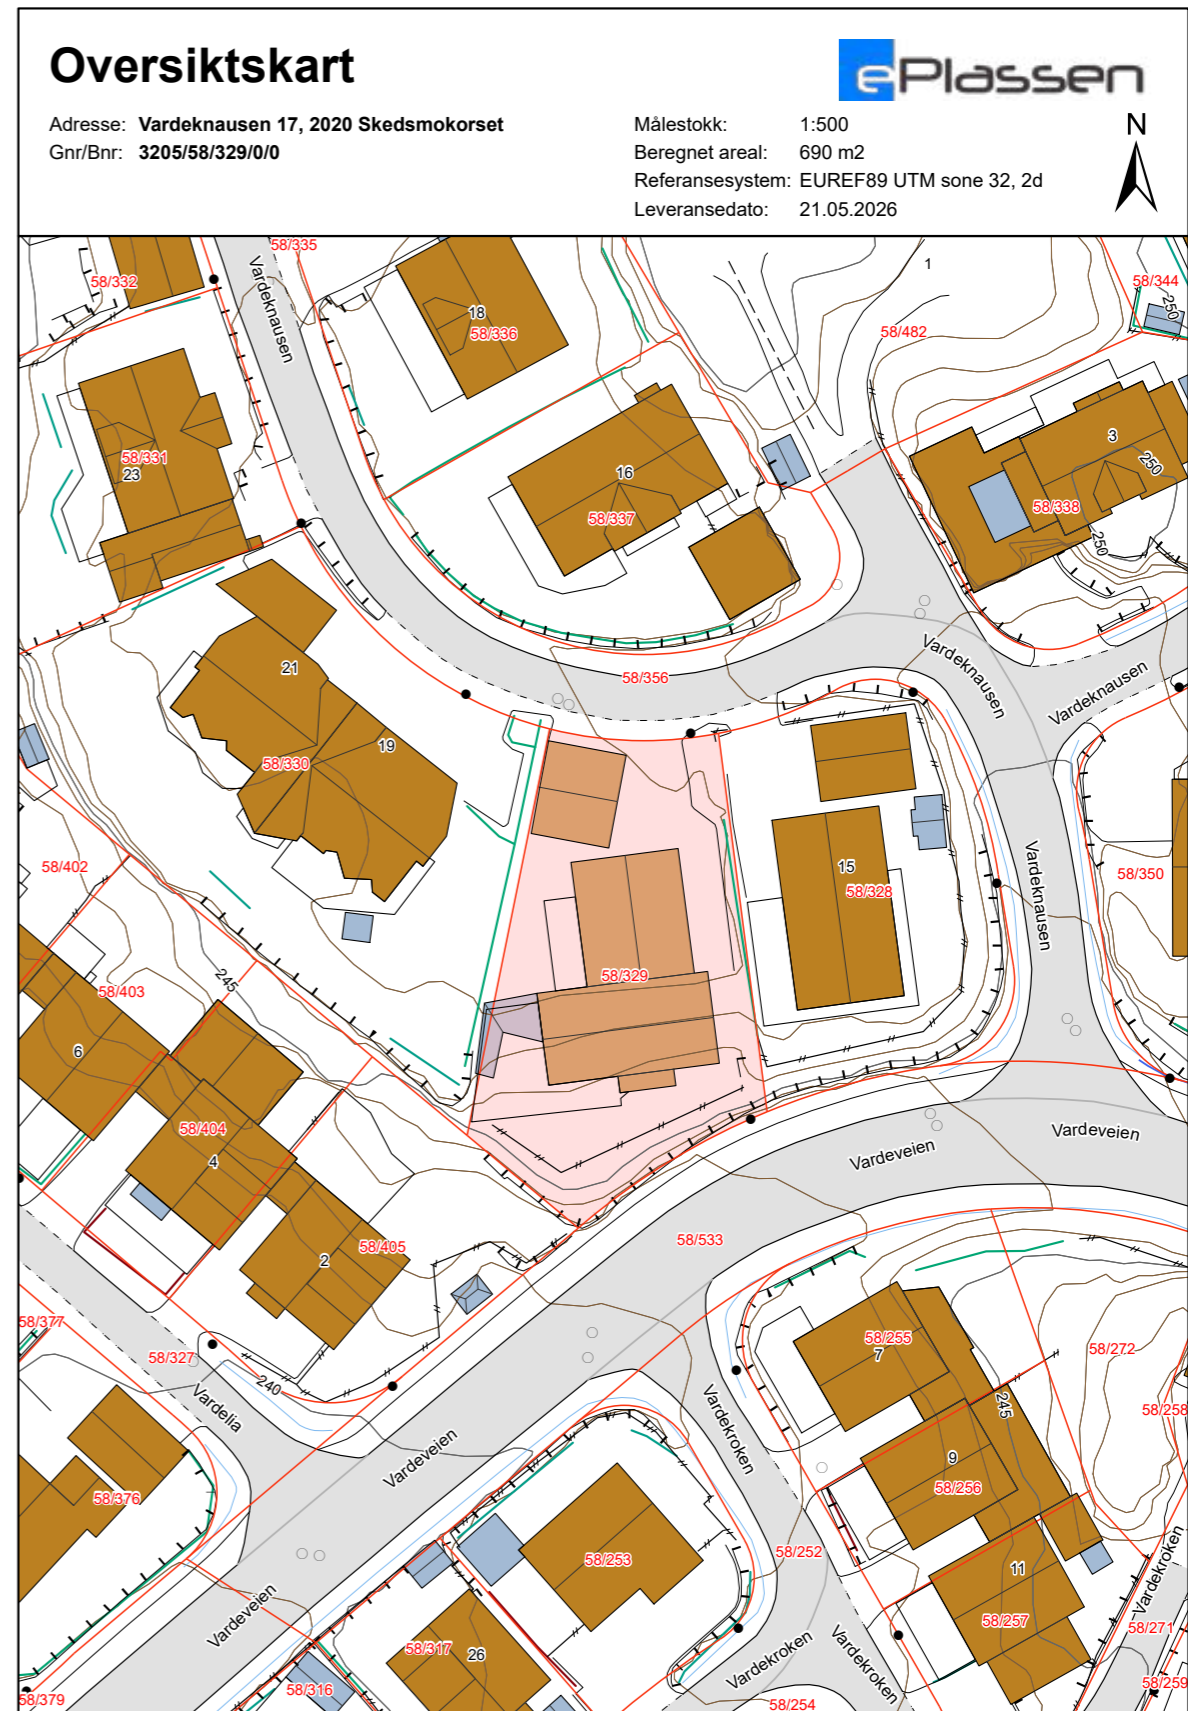 Oversiktskart
ePlassen
Adresse: Vardeknausen 17, 2020 Skedsmokorset
Gnr/Bnr: 3205/58/329/0/0
Målestokk: 1:500
Beregnet areal: 690 m2
Referansesystem: EUREF89 UTM sone 32, 2d
Leveransedato: 21.05.2026
N
58/335
58/332
Vardeknausen
1
58/344
250
18
58/336
58/482
58/331
23
16
58/337
3
250
58/338
250
21
58/356
Vardeknausen
Vardeknausen
19
58/330
58/402
15
58/328
Vardeknausen
58/350
58/403
245
58/329
6
58/404
4
Vardeveien
Vardeveien
58/405
2
58/533
58/377
58/327
240
Vardelia
58/255
7
58/272
245
58/258
Vardekroken
Vardeveien
9
58/256
58/376
58/253
58/252
11
58/257
Vardekroken
Vardeveien
58/317
26
Vardekroken
Vardekroken
58/271
58/379
58/316
58/254
58/259